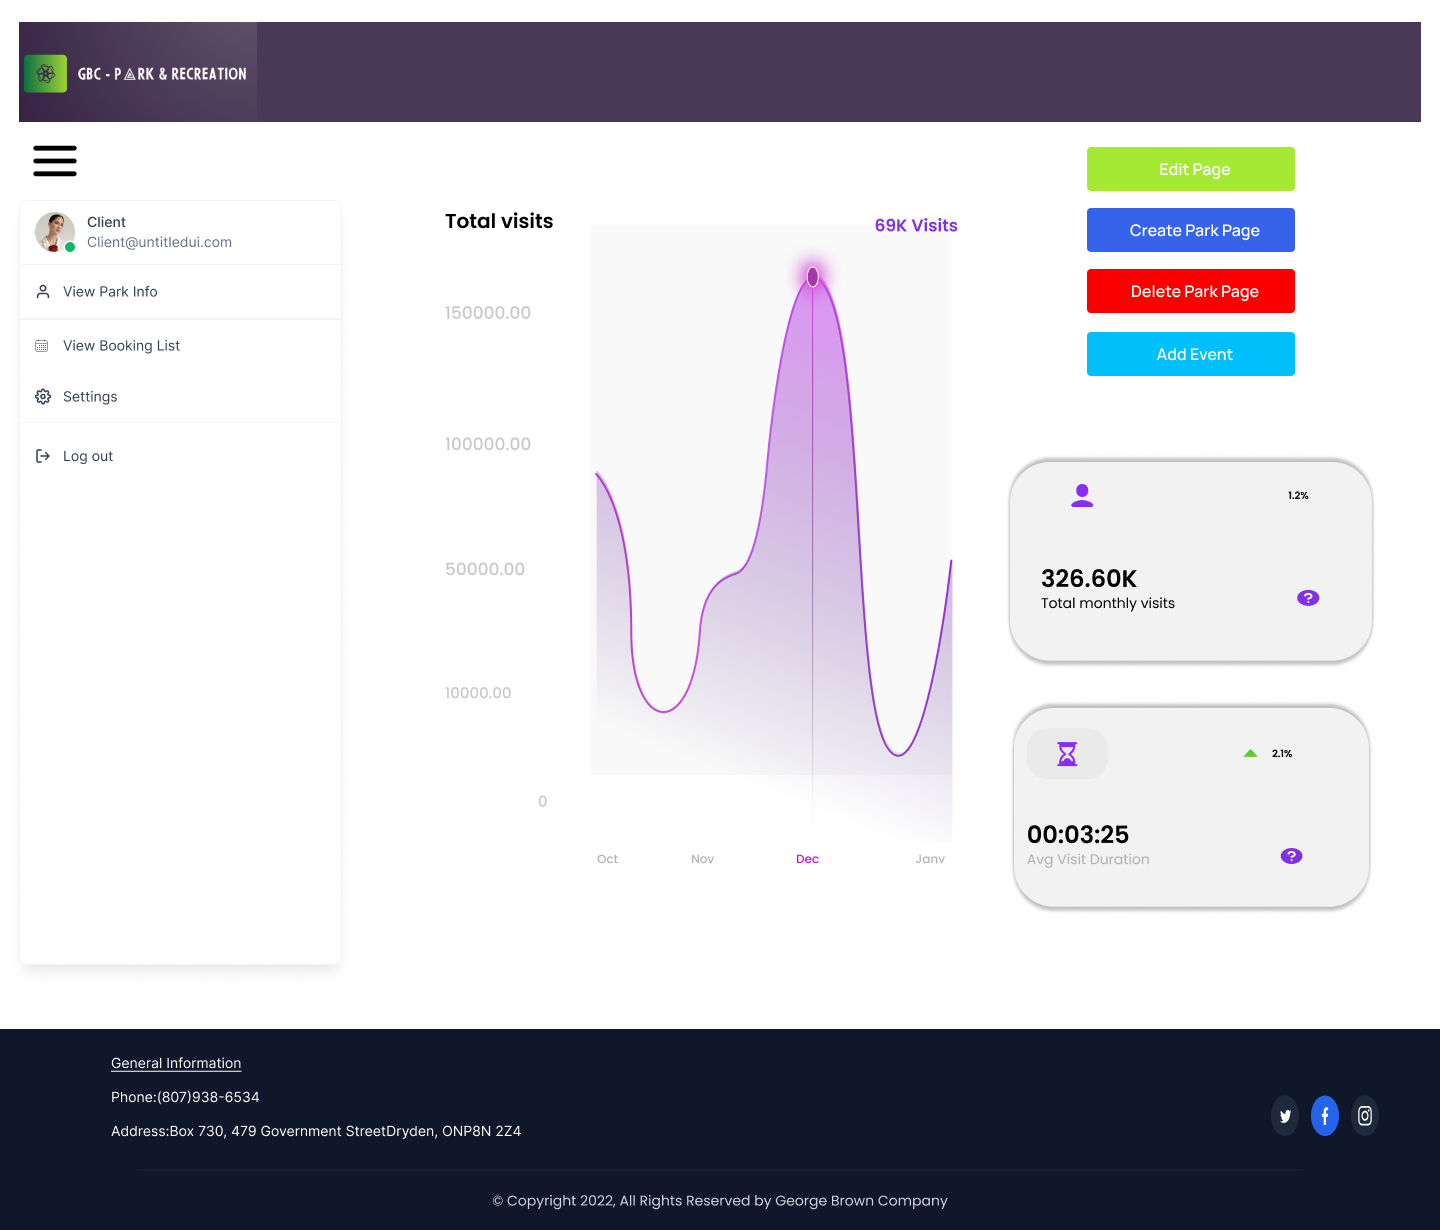 GBC - PARK & RECREATION
Client
Client@untitledui.com
View Park Info
View Booking List
Settings
Log out
Total visits
69K Visits
150000.00
100000.00
50000.00
10000.00
0
Oct
Nov
Dec
Janv
Edit Page
Create Park Page
Delete Park Page
Add Event
1.2%
326.60K
Total monthly visits
?
2.1%
00:03:25
Avg Visit Duration
?
General Information
Phone:(807)938-6534
Address:Box 730, 479 Government StreetDryden, ONP8N 2Z4
© Copyright 2022, All Rights Reserved by George Brown Company